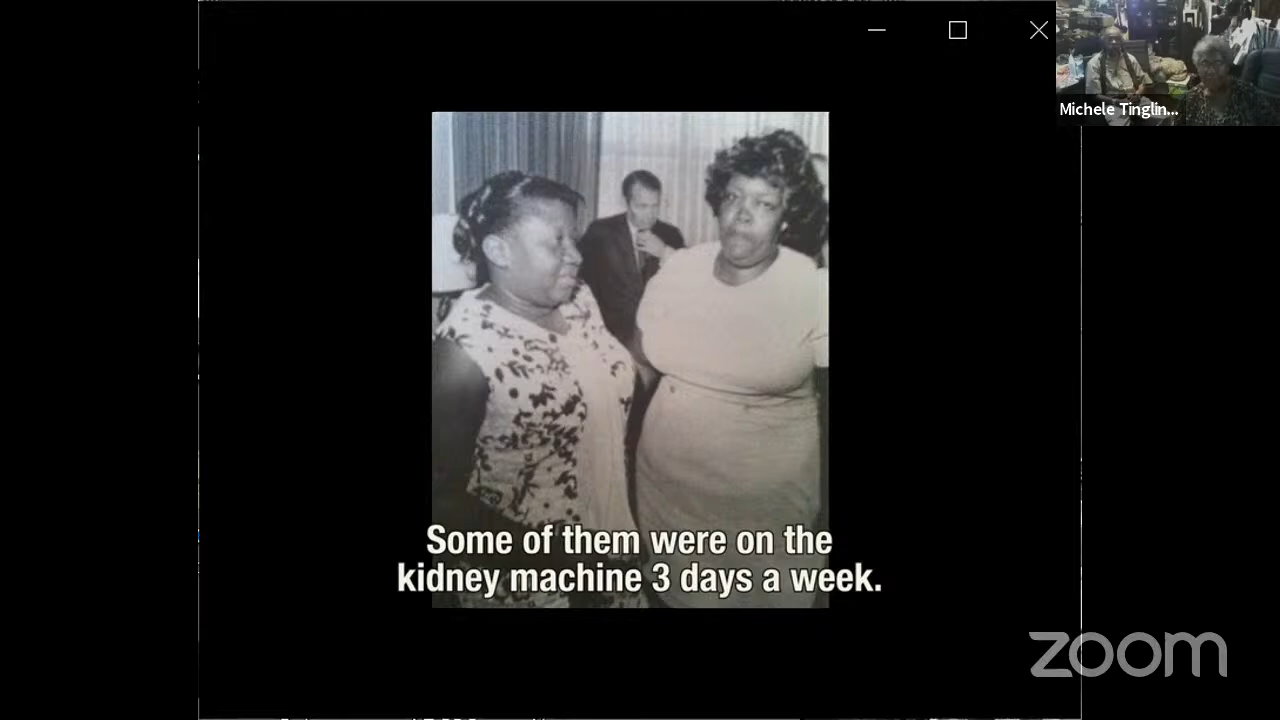 Michele Tinglin...
Some of them were on the
kidney machine 3 days a week.
zoom